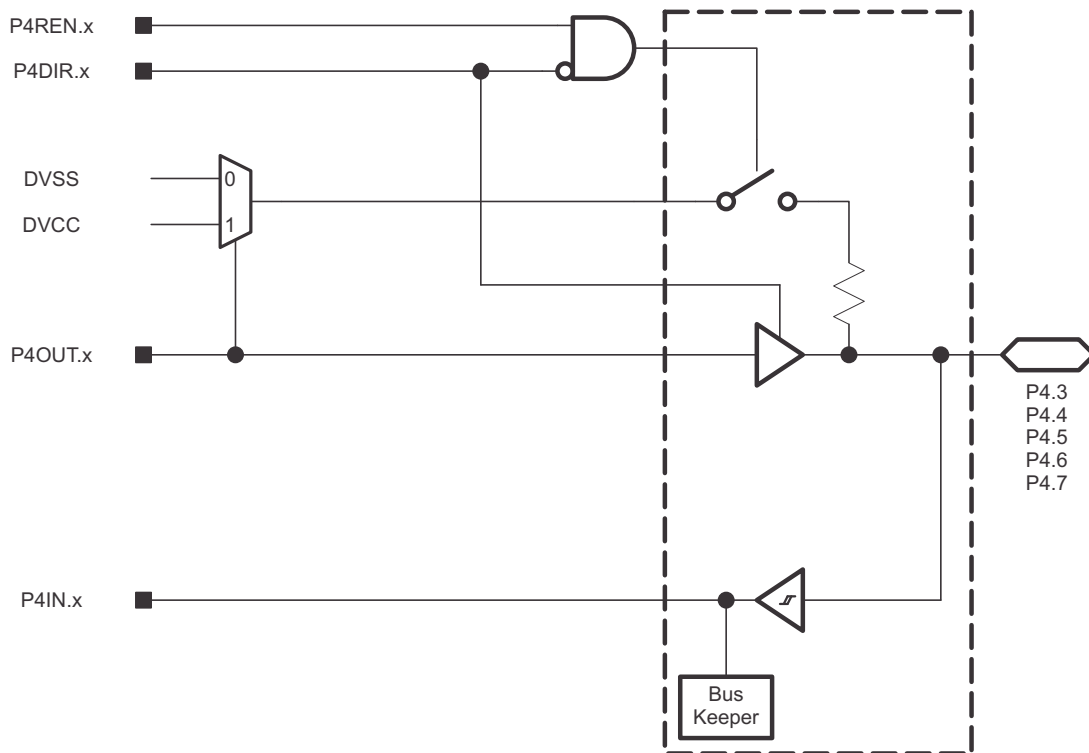 P4REN.x
P4DIR.x
DVSS
0
DVCC
1
P4OUT.x
P4.3
P4.4
P4.5
P4.6
P4.7
P4IN.x
Bus
Keeper